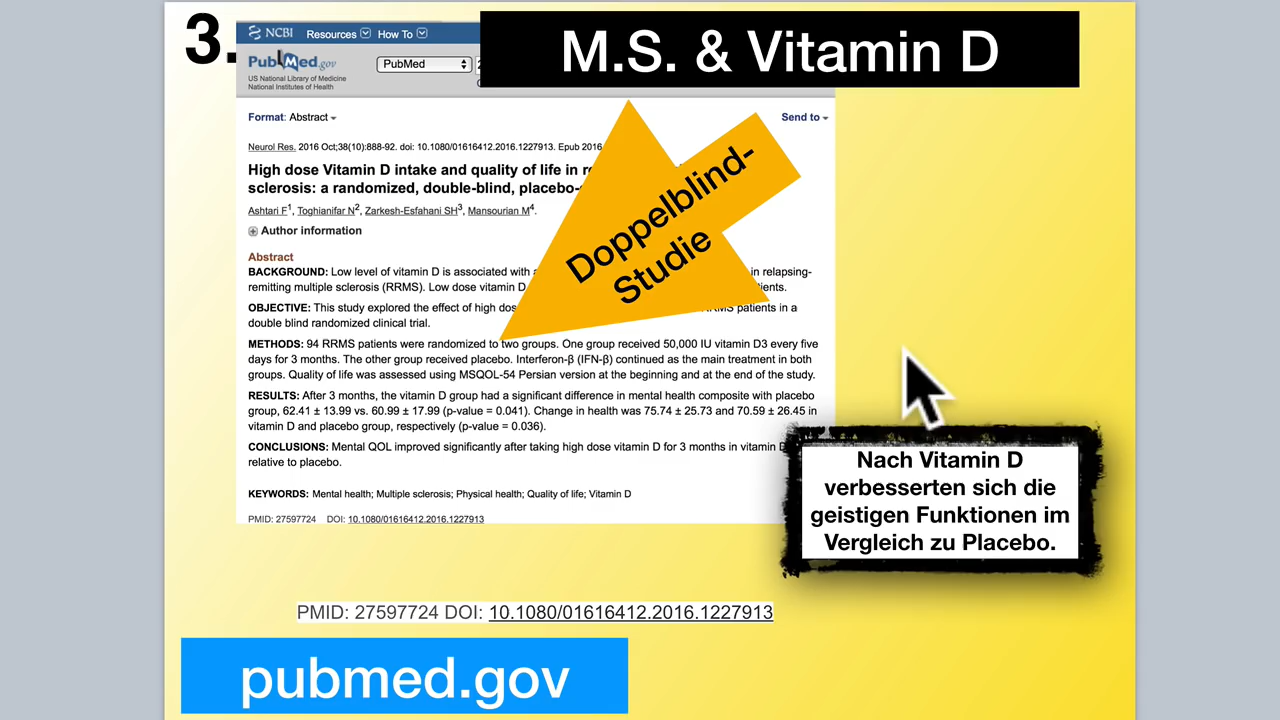 3.
M.S. & Vitamin D
NCBI Resources How To
PubMed.gov
US National Library of Medicine
National Institutes of Health
PubMed
Format: Abstract
Send to
Neurol Res. 2016 Oct;38(10):888-92. doi: 10.1080/01616412.2016.1227913. Epub 2016
High dose Vitamin D intake and quality of life in
sclerosis: a randomized, double-blind, placebo-
Ashtari F1, Toghianifar N2, Zarkesh-Esfahani SH3, Mansourian M4.
Author information
Doppelblind-
Studie
Abstract
BACKGROUND: Low level of vitamin D is associated with in relapsing-
remitting multiple sclerosis (RRMS). Low dose vitamin D
OBJECTIVE: This study explored the effect of high RRMS patients in a
double blind randomized clinical trial.
METHODS: 94 RRMS patients were randomized to two groups. One group received 50,000 IU vitamin D3 every five
days for 3 months. The other group received placebo. Interferon-β (IFN-β) continued as the main treatment in both
groups. Quality of life was assessed using MSQOL-54 Persian version at the beginning and at the end of the study.
RESULTS: After 3 months, the vitamin D group had a significant difference in mental health composite with placebo
group, 62.41 ± 13.99 vs. 60.99 ± 17.99 (p-value = 0.041). Change in health was 75.74 ± 25.73 and 70.59 ± 26.45 in
vitamin D and placebo group, respectively (p-value = 0.036).
CONCLUSIONS: Mental QOL improved significantly after taking high dose vitamin D for 3 months in vitamin D
relative to placebo.
KEYWORDS: Mental health; Multiple sclerosis; Physical health; Quality of life; Vitamin D
PMID: 27597724 DOI: 10.1080/01616412.2016.1227913
Nach Vitamin D
verbesserten sich die
geistigen Funktionen im
Vergleich zu Placebo.
PMID: 27597724 DOI: 10.1080/01616412.2016.1227913
pubmed.gov